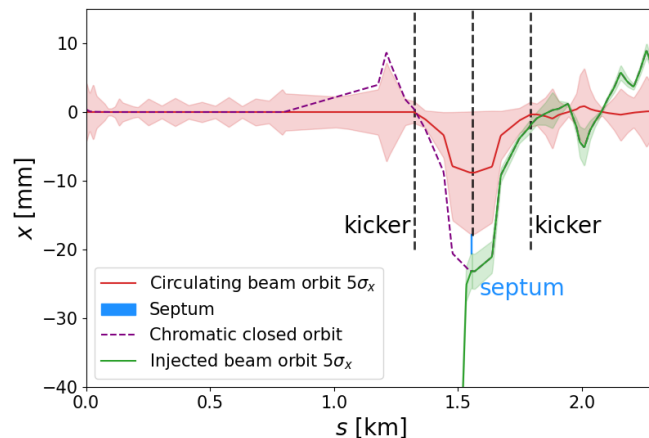 10
0
−10
−20
−30
−40
x [mm]
kicker
kicker
septum
Circulating beam orbit 5σx
Septum
Chromatic closed orbit
Injected beam orbit 5σx
0.0 0.5 1.0 1.5 2.0
s [km]